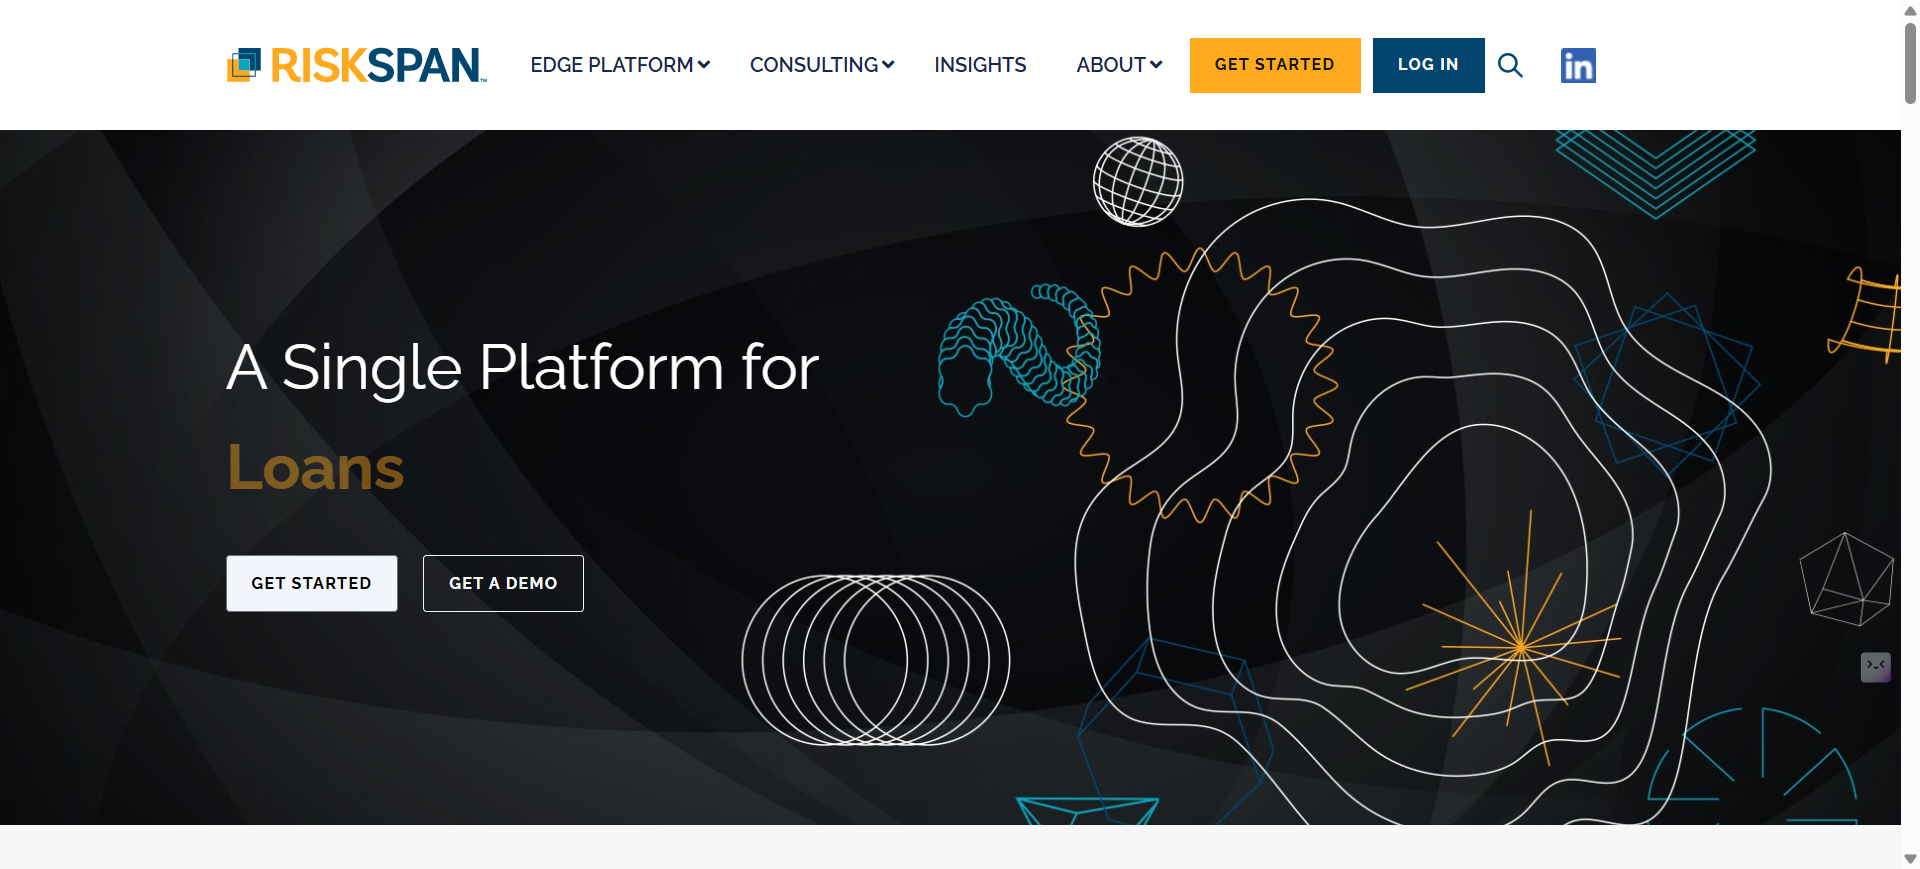 RISKSPAN™
EDGE PLATFORM
CONSULTING
INSIGHTS
ABOUT
GET STARTED
LOG IN
in
A Single Platform for
Loans
GET STARTED
GET A DEMO